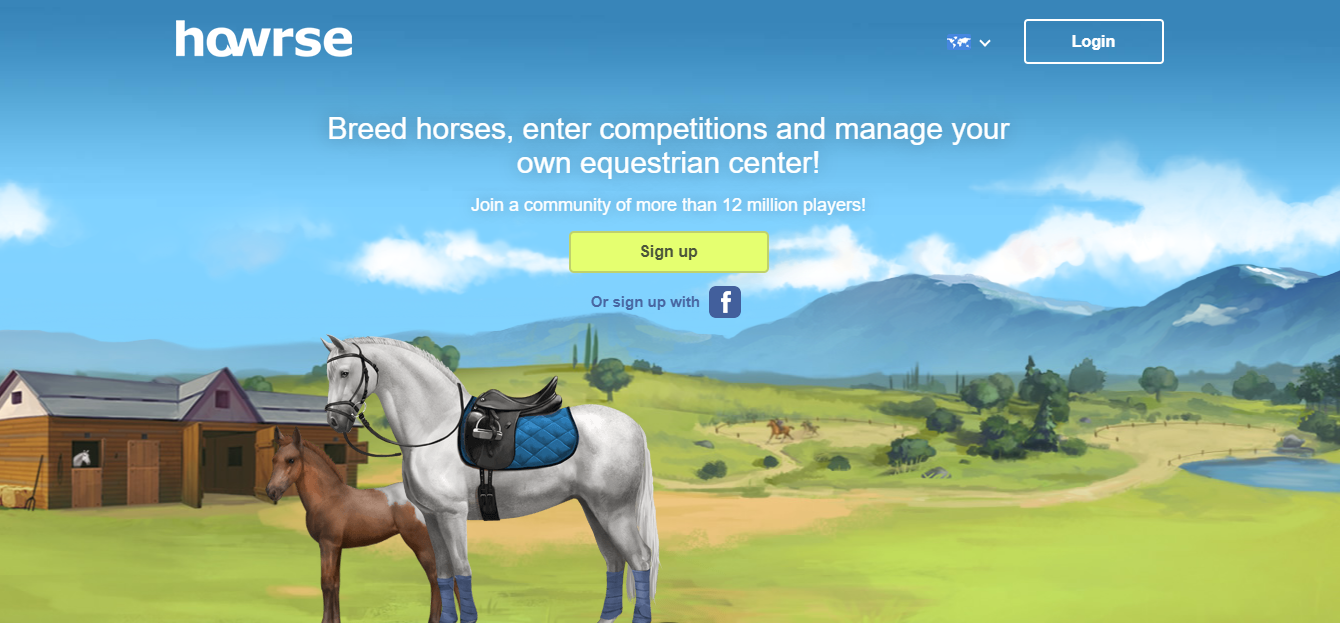 howrse
Login
Breed horses, enter competitions and manage your
own equestrian center!
Join a community of more than 12 million players!
Sign up
Or sign up with f